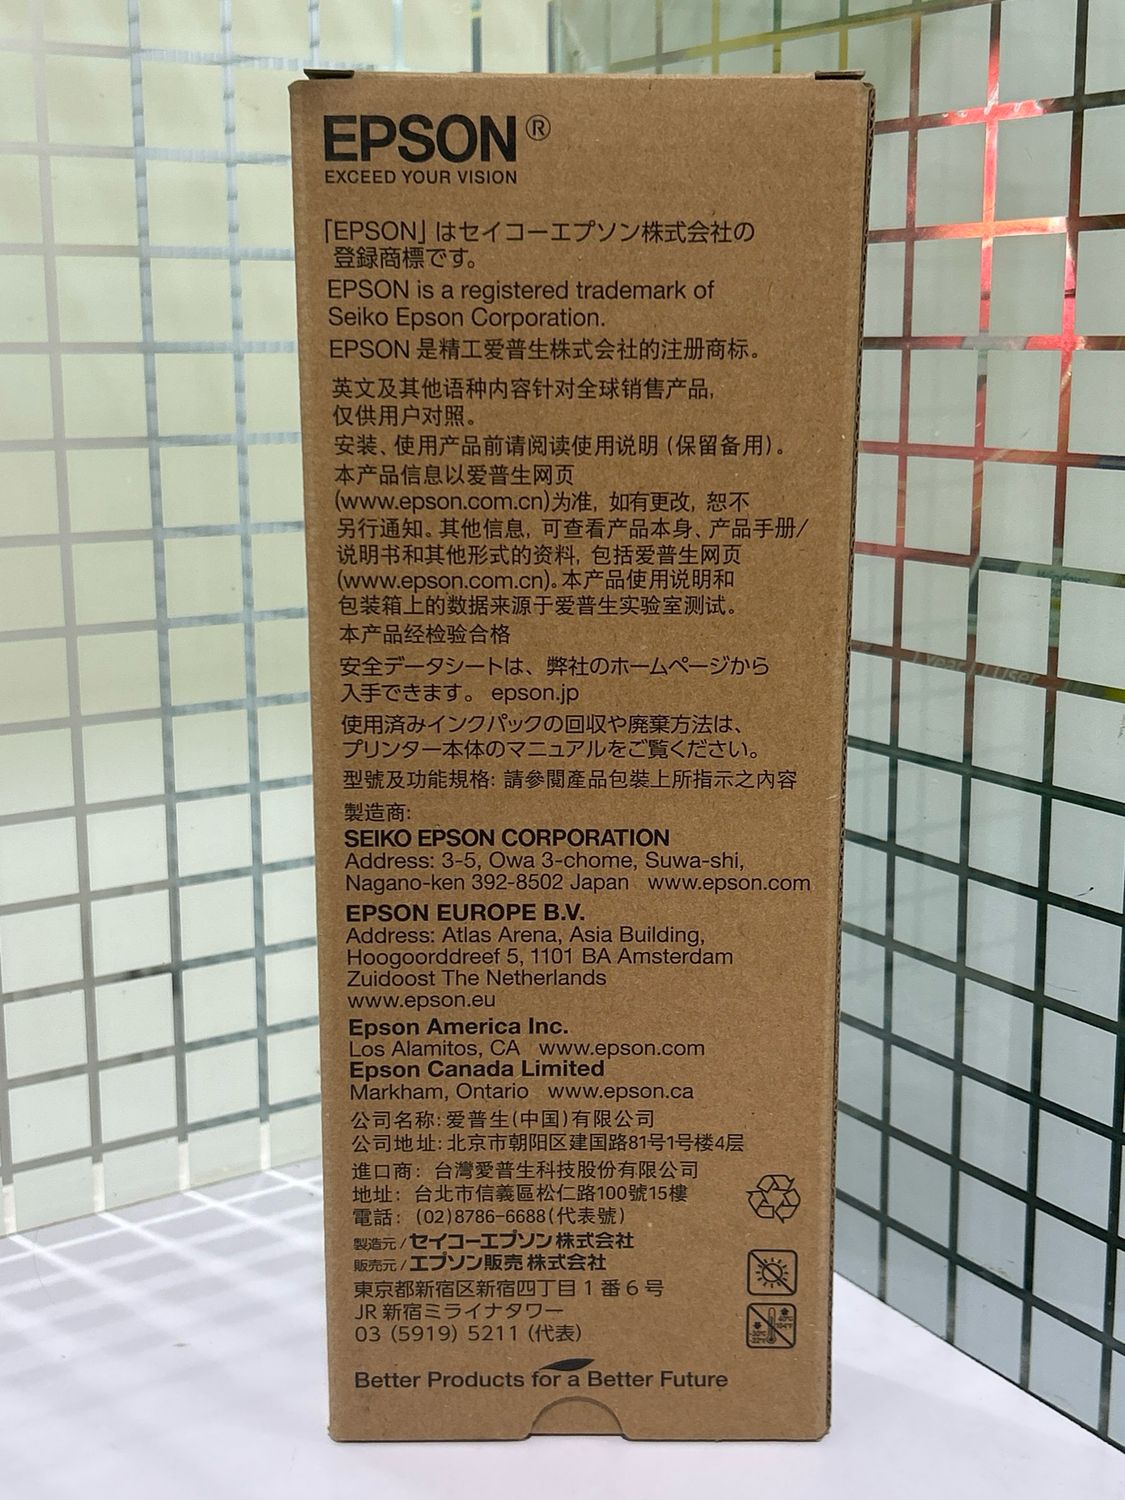 EPSON®
EXCEED YOUR VISION
「EPSON」はセイコーエプソン株式会社の
登録商標です。
EPSON is a registered trademark of
Seiko Epson Corporation.
EPSON 是精工爱普生株式会社的注册商标。
英文及其他语种内容针对全球销售产品,
仅供用户对照。
安装、使用产品前请阅读使用说明 (保留备用)。
本产品信息以爱普生网页
(www.epson.com.cn)为准, 如有更改, 恕不
另行通知。其他信息, 可查看产品本身、产品手册/
说明书和其他形式的资料, 包括爱普生网页
(www.epson.com.cn)。本产品使用说明和
包装箱上的数据来源于爱普生实验室测试。
本产品经检验合格
安全データシートは、弊社のホームページから
入手できます。 epson.jp
使用済みインクパックの回収や廃棄方法は、
プリンター本体のマニュアルをご覧ください。
型號及功能規格: 請參閱產品包裝上所指示之內容
製造商:
SEIKO EPSON CORPORATION
Address: 3-5, Owa 3-chome, Suwa-shi,
Nagano-ken 392-8502 Japan www.epson.com
EPSON EUROPE B.V.
Address: Atlas Arena, Asia Building,
Hoogoorddreef 5, 1101 BA Amsterdam
Zuidoost The Netherlands
www.epson.eu
Epson America Inc.
Los Alamitos, CA www.epson.com
Epson Canada Limited
Markham, Ontario www.epson.ca
公司名称: 爱普生(中国)有限公司
公司地址: 北京市朝阳区建国路81号1号楼4层
進口商: 台灣愛普生科技股份有限公司
地址: 台北市信義區松仁路100號15樓
電話: (02)8786-6688(代表號)
製造元 / セイコーエプソン株式会社
販売元 / エプソン販売 株式会社
東京都新宿区新宿四丁目 1 番 6 号
JR 新宿ミライナタワー
03 (5919) 5211 (代表)
Better Products for a Better Future